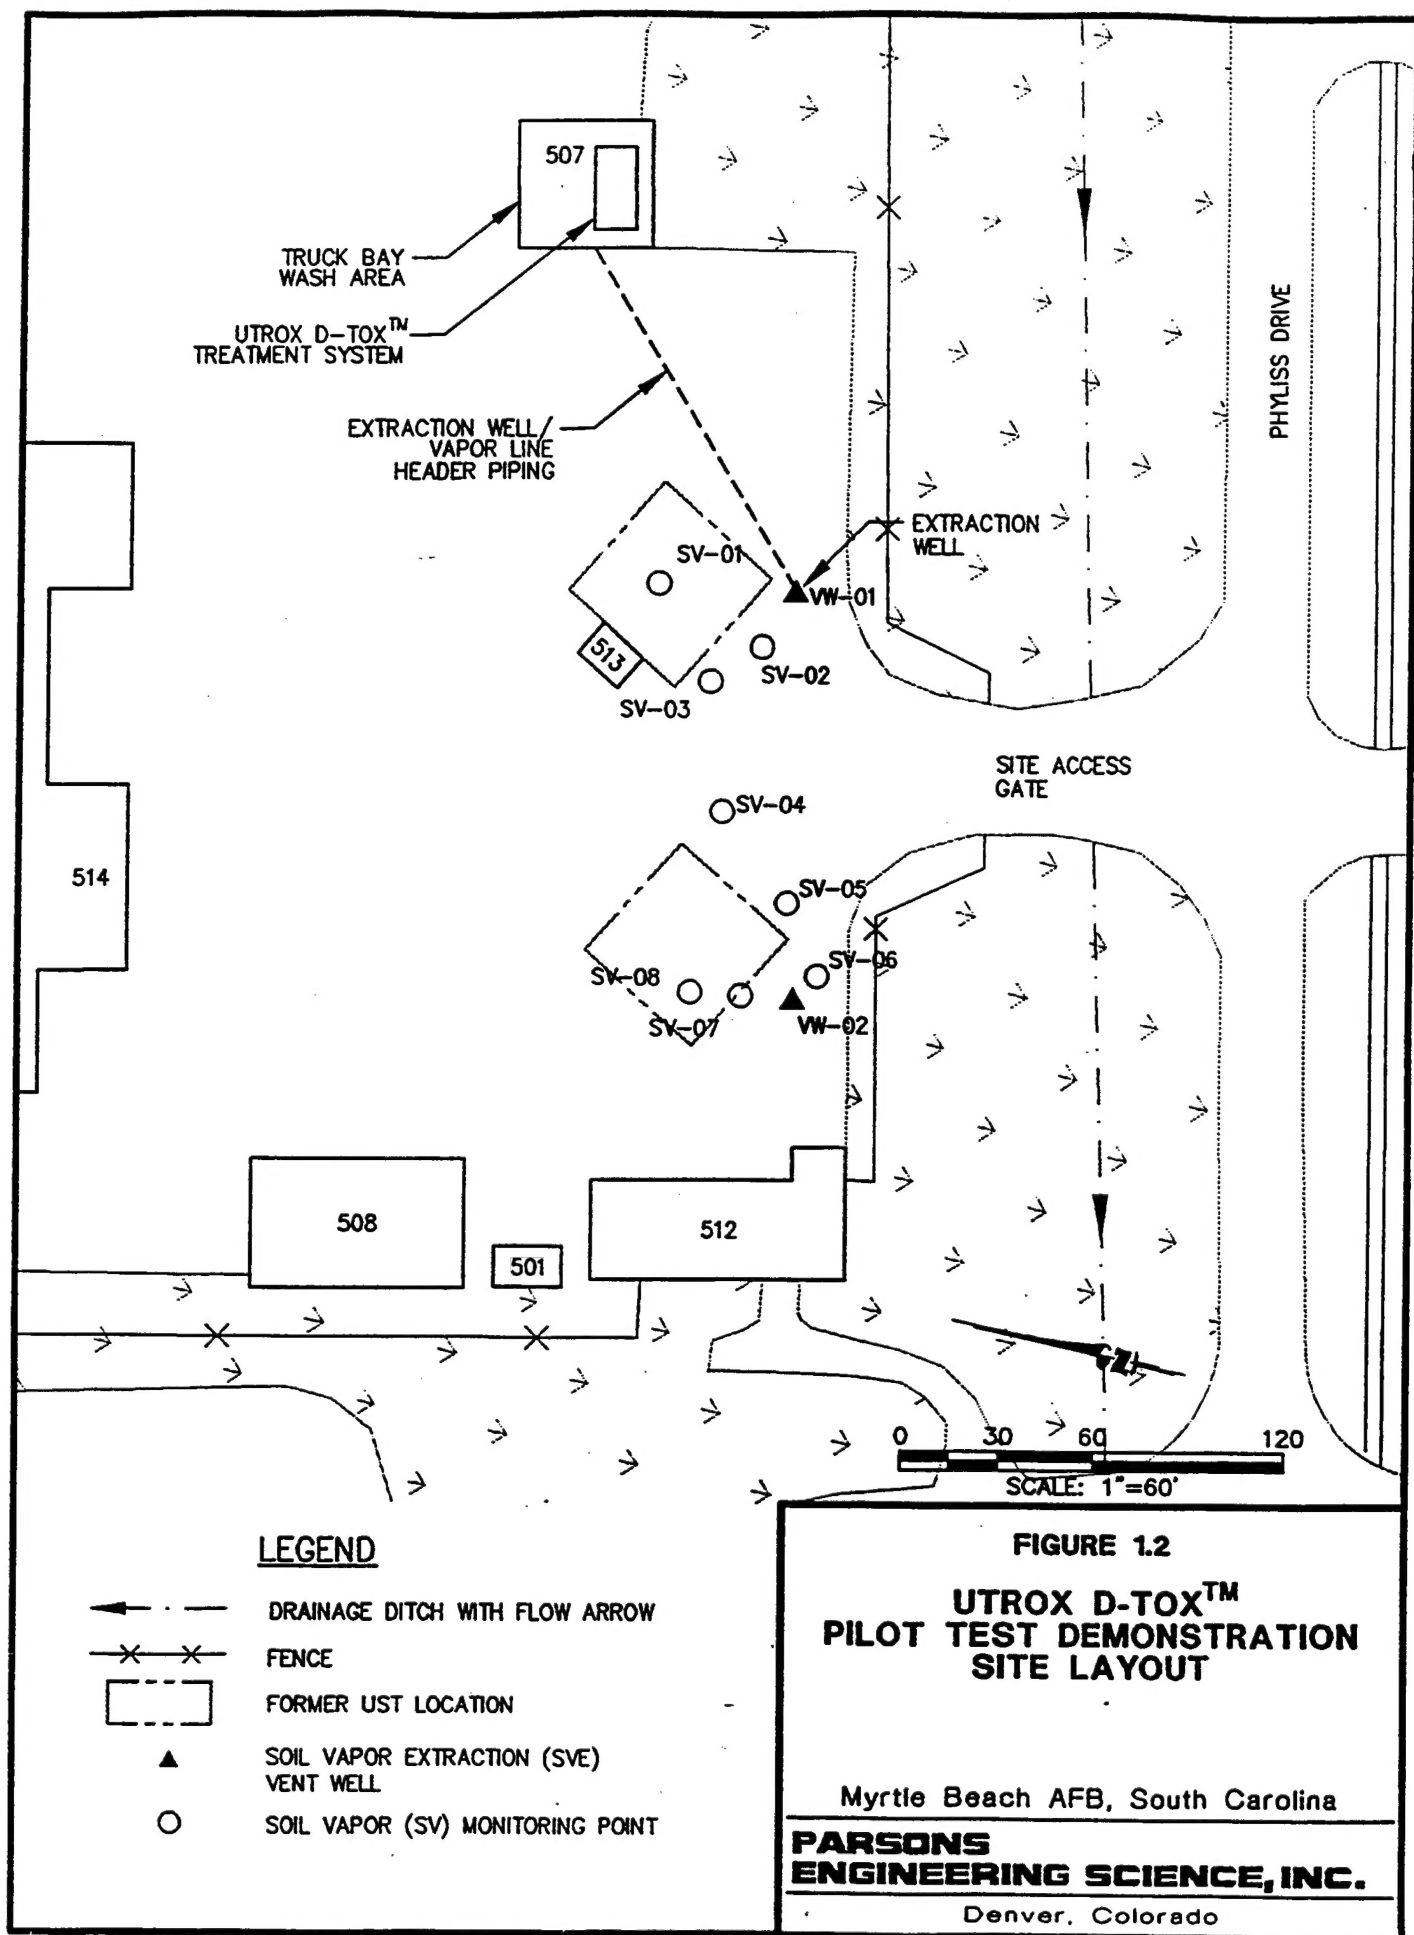 507
TRUCK BAY
WASH AREA
UTROX D-TOX™
TREATMENT SYSTEM
EXTRACTION WELL/
VAPOR LINE
HEADER PIPING
PHYLISS DRIVE
EXTRACTION
WELL
SV-01
VW-01
513
SV-02
SV-03
SITE ACCESS
GATE
SV-04
514
SV-05
SV-06
SV-08
SV-07
VW-02
508
501
512
N
0 30 60 120
SCALE: 1"=60'
LEGEND
DRAINAGE DITCH WITH FLOW ARROW
FENCE
FORMER UST LOCATION
SOIL VAPOR EXTRACTION (SVE)
VENT WELL
SOIL VAPOR (SV) MONITORING POINT
FIGURE 1.2
UTROX D-TOX™
PILOT TEST DEMONSTRATION
SITE LAYOUT
Myrtle Beach AFB, South Carolina
PARSONS
ENGINEERING SCIENCE, INC.
Denver, Colorado